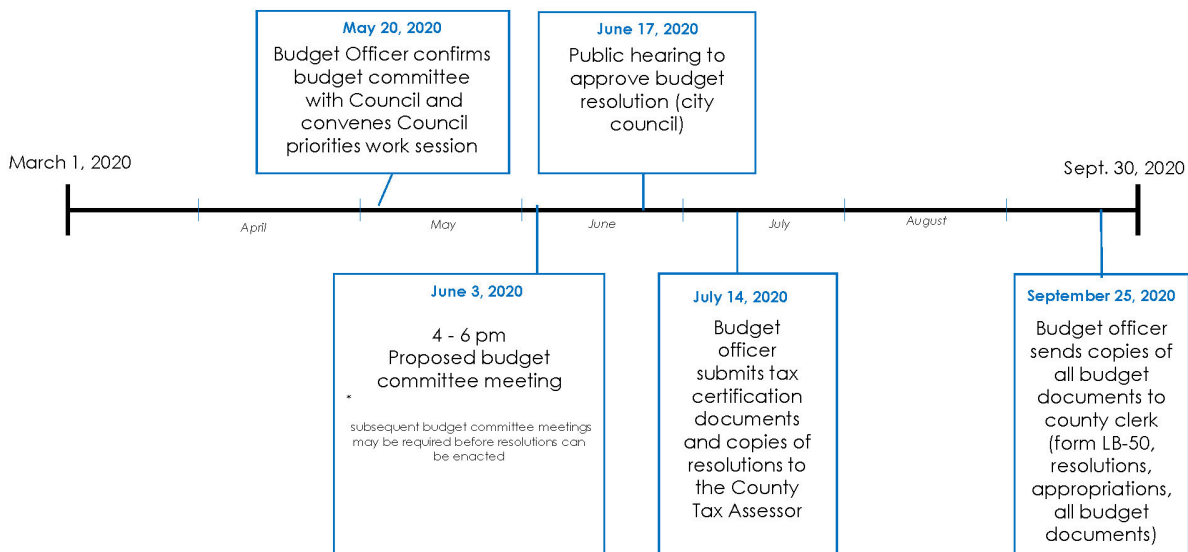 May 20, 2020
Budget Officer confirms
budget committee
with Council and
convenes Council
priorities work session
June 17, 2020
Public hearing to
approve budget
resolution (city
council)
March 1, 2020
Sept. 30, 2020
April
May
June
July
August
June 3, 2020
4 - 6 pm
Proposed budget
committee meeting
*
subsequent budget committee meetings
may be required before resolutions can
be enacted
July 14, 2020
Budget
officer
submits tax
certification
documents
and copies of
resolutions to
the County
Tax Assessor
September 25, 2020
Budget officer
sends copies of
all budget
documents to
county clerk
(form LB-50,
resolutions,
appropriations,
all budget
documents)